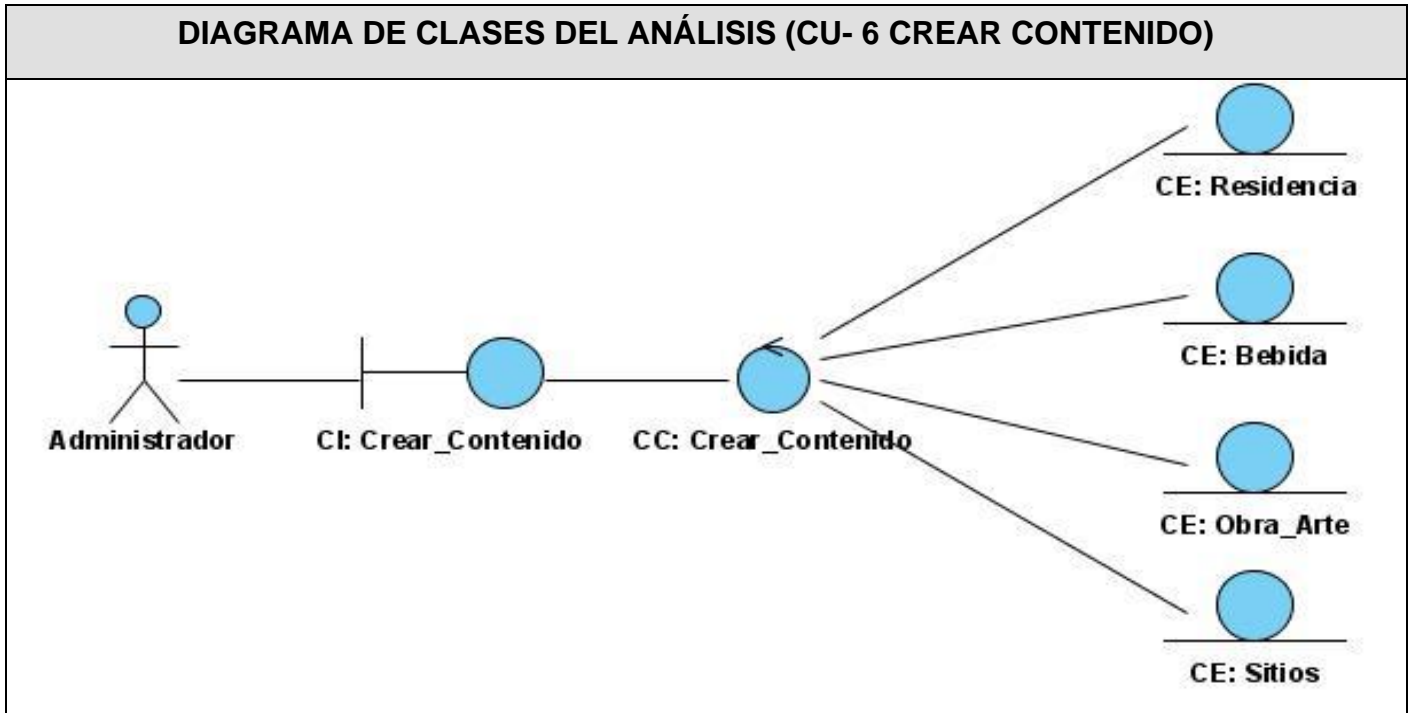 DIAGRAMA DE CLASES DEL ANÁLISIS (CU- 6 CREAR CONTENIDO)
CE: Residencia
CE: Bebida
Administrador
CI: Crear_Contenido
CC: Crear_Contenido
CE: Obra_Arte
CE: Sitios